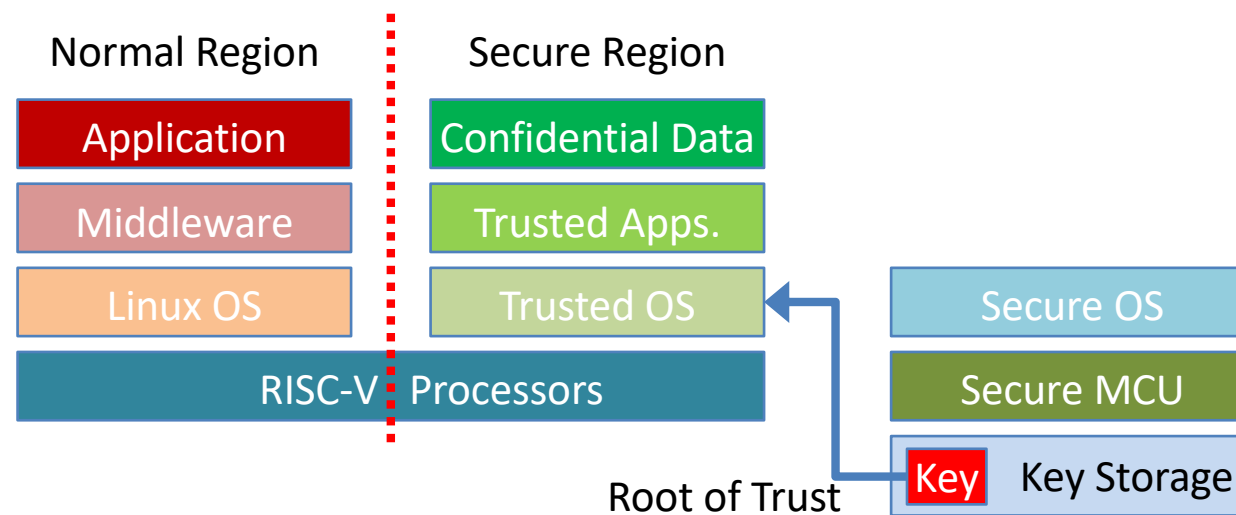 Normal Region
Secure Region
Application
Confidential Data
Middleware
Trusted Apps.
Linux OS
Trusted OS
Secure OS
RISC-V Processors
Secure MCU
Key
Key Storage
Root of Trust